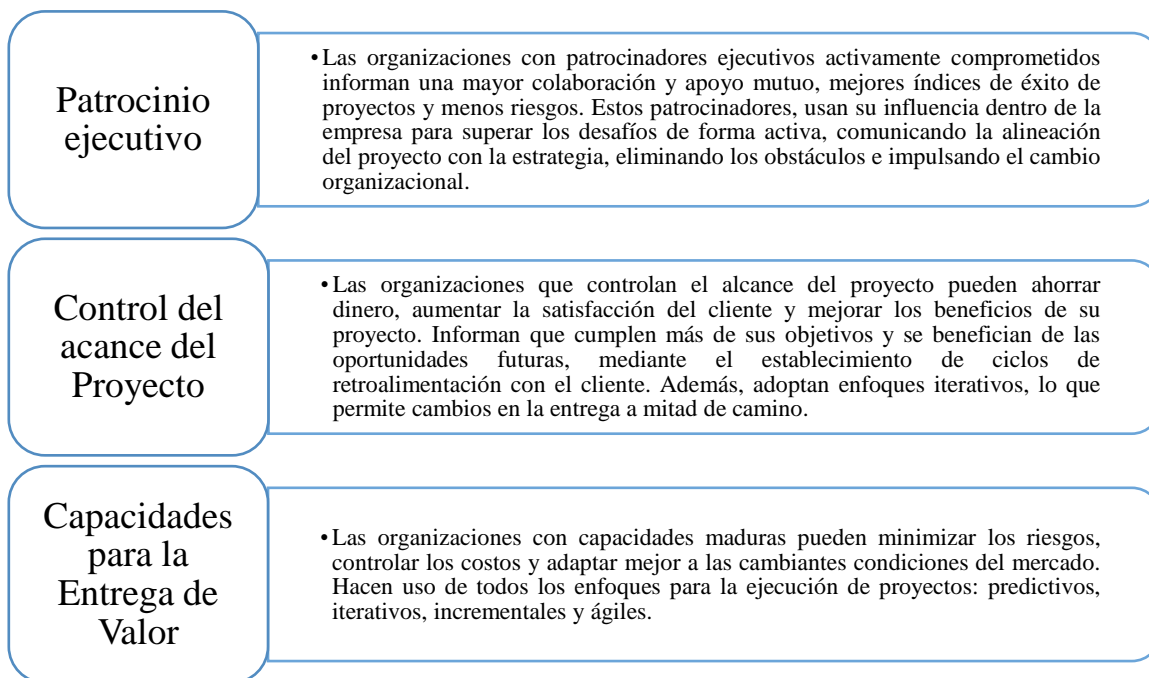 Patrocinio
ejecutivo
•Las organizaciones con patrocinadores ejecutivos activamente comprometidos
informan una mayor colaboración y apoyo mutuo, mejores índices de éxito de
proyectos y menos riesgos. Estos patrocinadores, usan su influencia dentro de la
empresa para superar los desafíos de forma activa, comunicando la alineación
del proyecto con la estrategia, eliminando los obstáculos e impulsando el cambio
organizacional.
Control del
acance del
Proyecto
•Las organizaciones que controlan el alcance del proyecto pueden ahorrar
dinero, aumentar la satisfacción del cliente y mejorar los beneficios de su
proyecto. Informan que cumplen más de sus objetivos y se benefician de las
oportunidades futuras, mediante el establecimiento de ciclos de
retroalimentación con el cliente. Además, adoptan enfoques iterativos, lo que
permite cambios en la entrega a mitad de camino.
Capacidades
para la
Entrega de
Valor
•Las organizaciones con capacidades maduras pueden minimizar los riesgos,
controlar los costos y adaptar mejor a las cambiantes condiciones del mercado.
Hacen uso de todos los enfoques para la ejecución de proyectos: predictivos,
iterativos, incrementales y ágiles.